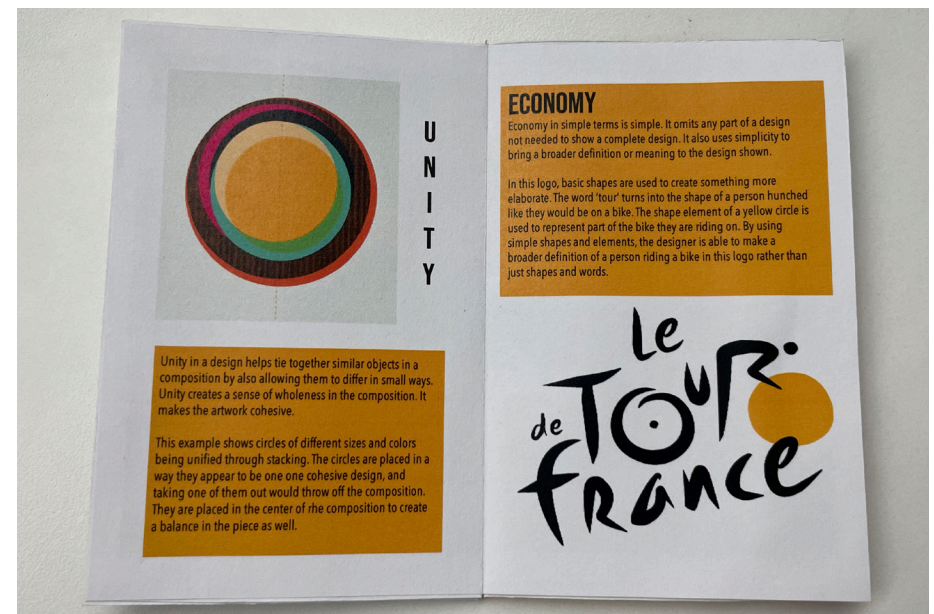 U
N
I
T
Y
Unity in a design helps tie together similar objects in a
composition by also allowing them to differ in small ways.
Unity creates a sense of wholeness in the composition. It
makes the artwork cohesive.
This example shows circles of different sizes and colors
being unified through stacking. The circles are placed in a
way they appear to be one one cohesive design, and
taking one of them out would throw off the composition.
They are placed in the center of rhe composition to create
a balance in the piece as well.
ECONOMY
Economy in simple terms is simple. It omits any part of a design
not needed to show a complete design. It also uses simplicity to
bring a broader definition or meaning to the design shown.
In this logo, basic shapes are used to create something more
elaborate. The word 'tour' turns into the shape of a person hunched
like they would be on a bike. The shape element of a yellow circle is
used to represent part of the bike they are riding on. By using
simple shapes and elements, the designer is able to make a
broader definition of a person riding a bike in this logo rather than
just shapes and words.
Le
de TOUR
france